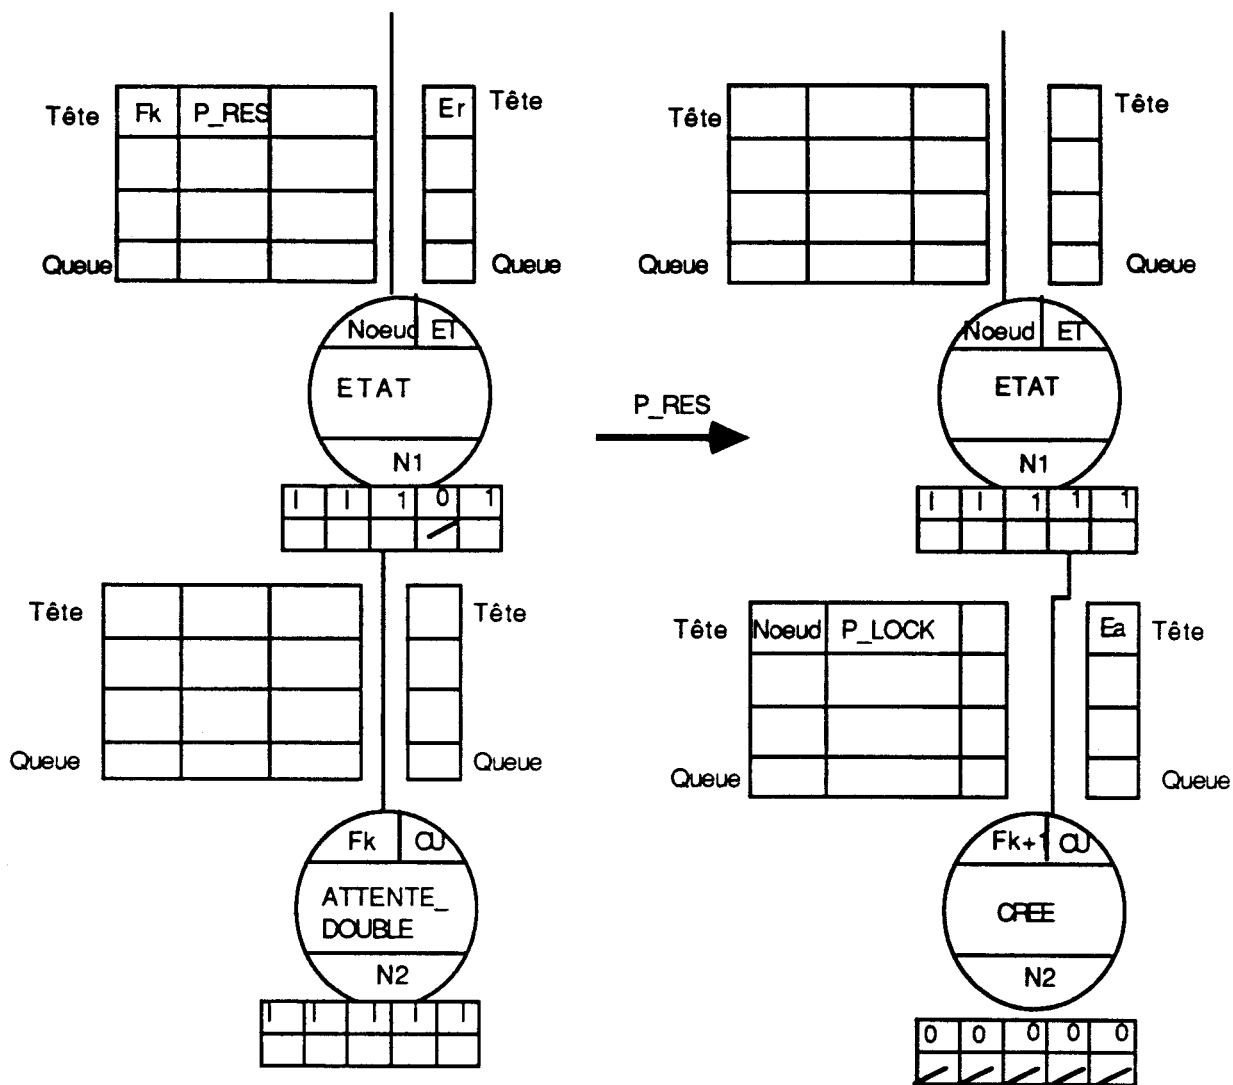 Tête Fk P_RES Er Tête
Queue Queue
Noeud ET
ETAT
N1
I I 1 0 1
Tête Tête
Queue Queue
Fk OU
ATTENTE_
DOUBLE
N2
I I I I I
P_RES
Tête Tête
Queue Queue
Noeud ET
ETAT
N1
I I 1 1 1
Tête Noeud P_LOCK Ea Tête
Queue Queue
Fk+1 OU
CREE
N2
0 0 0 0 0